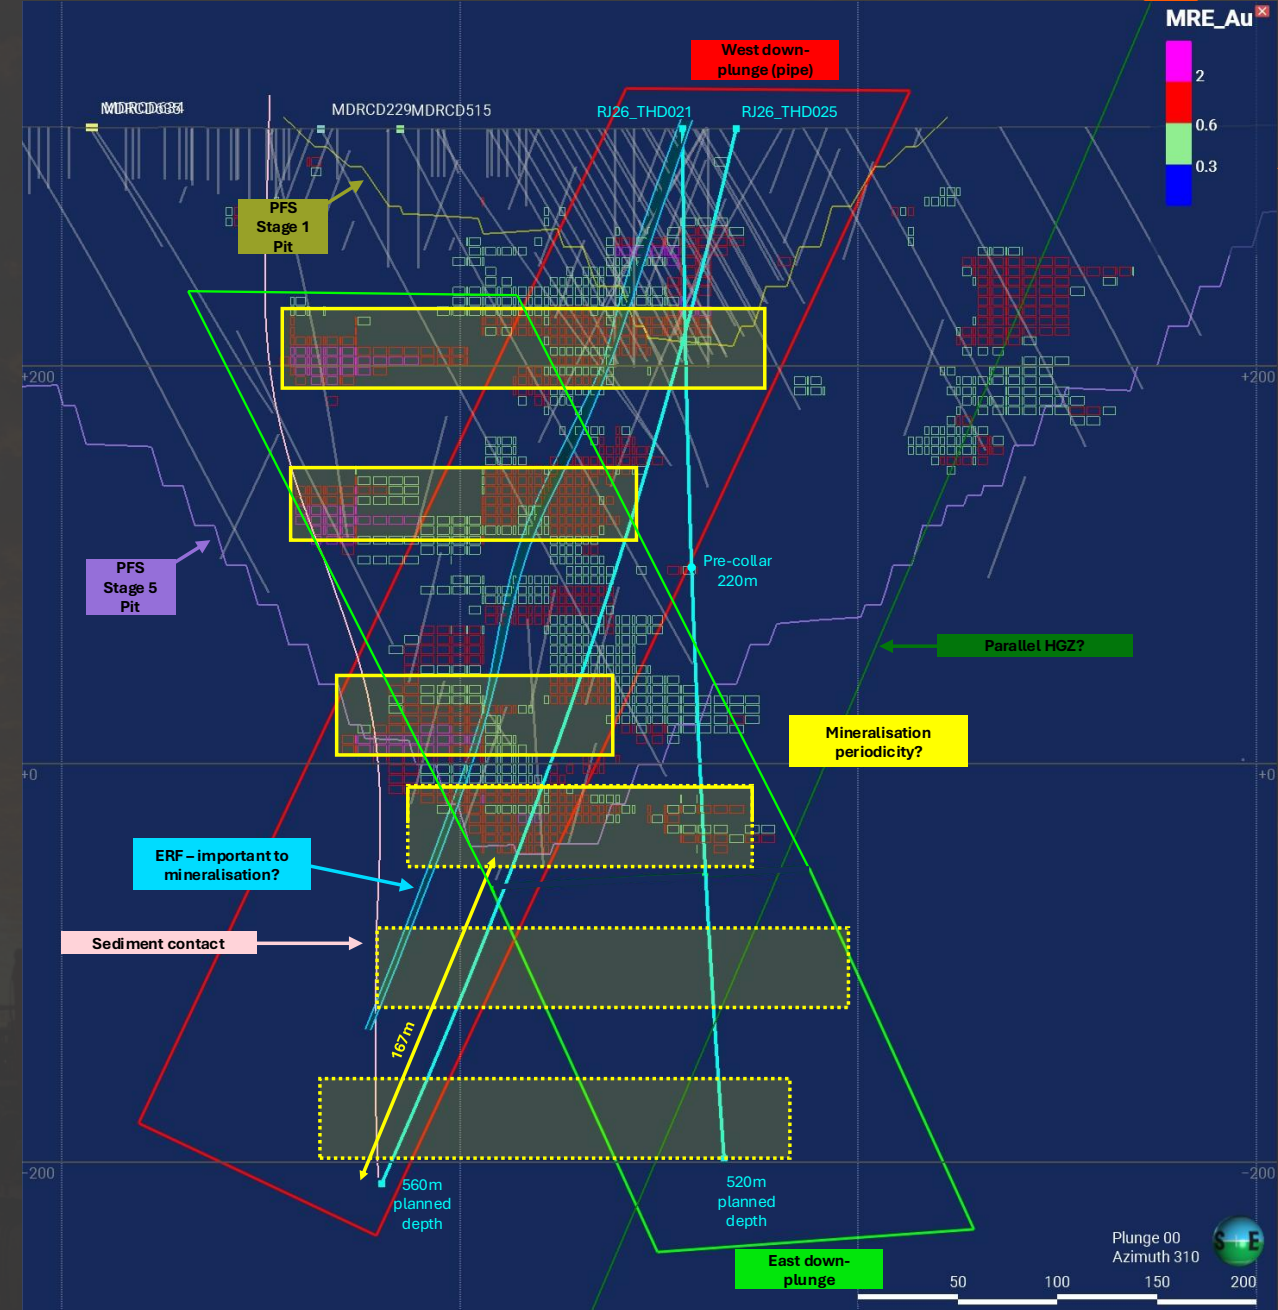 MRE_Au
2
0.6
0.3
West down-
plunge (pipe)
MDRCD229
MDRCD515
RJ26_THD021
RJ26_THD025
PFS
Stage 1
Pit
+200
+200
PFS
Stage 5
Pit
Pre-collar
220m
Parallel HGZ?
Mineralisation
periodicity?
+0
+0
ERF – important to
mineralisation?
Sediment contact
167m
-200
-200
560m
planned
depth
520m
planned
depth
East down-
plunge
Plunge 00
Azimuth 310
S E
50
100
150
200